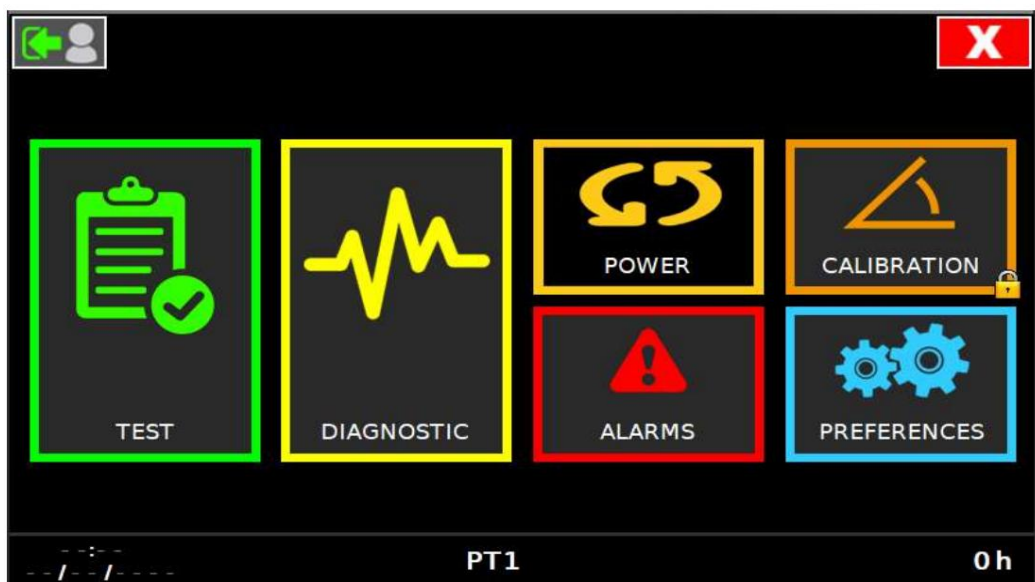 X
POWER
CALIBRATION
TEST
DIAGNOSTIC
ALARMS
PREFERENCES
--:--
--/--/----
PT1
0 h